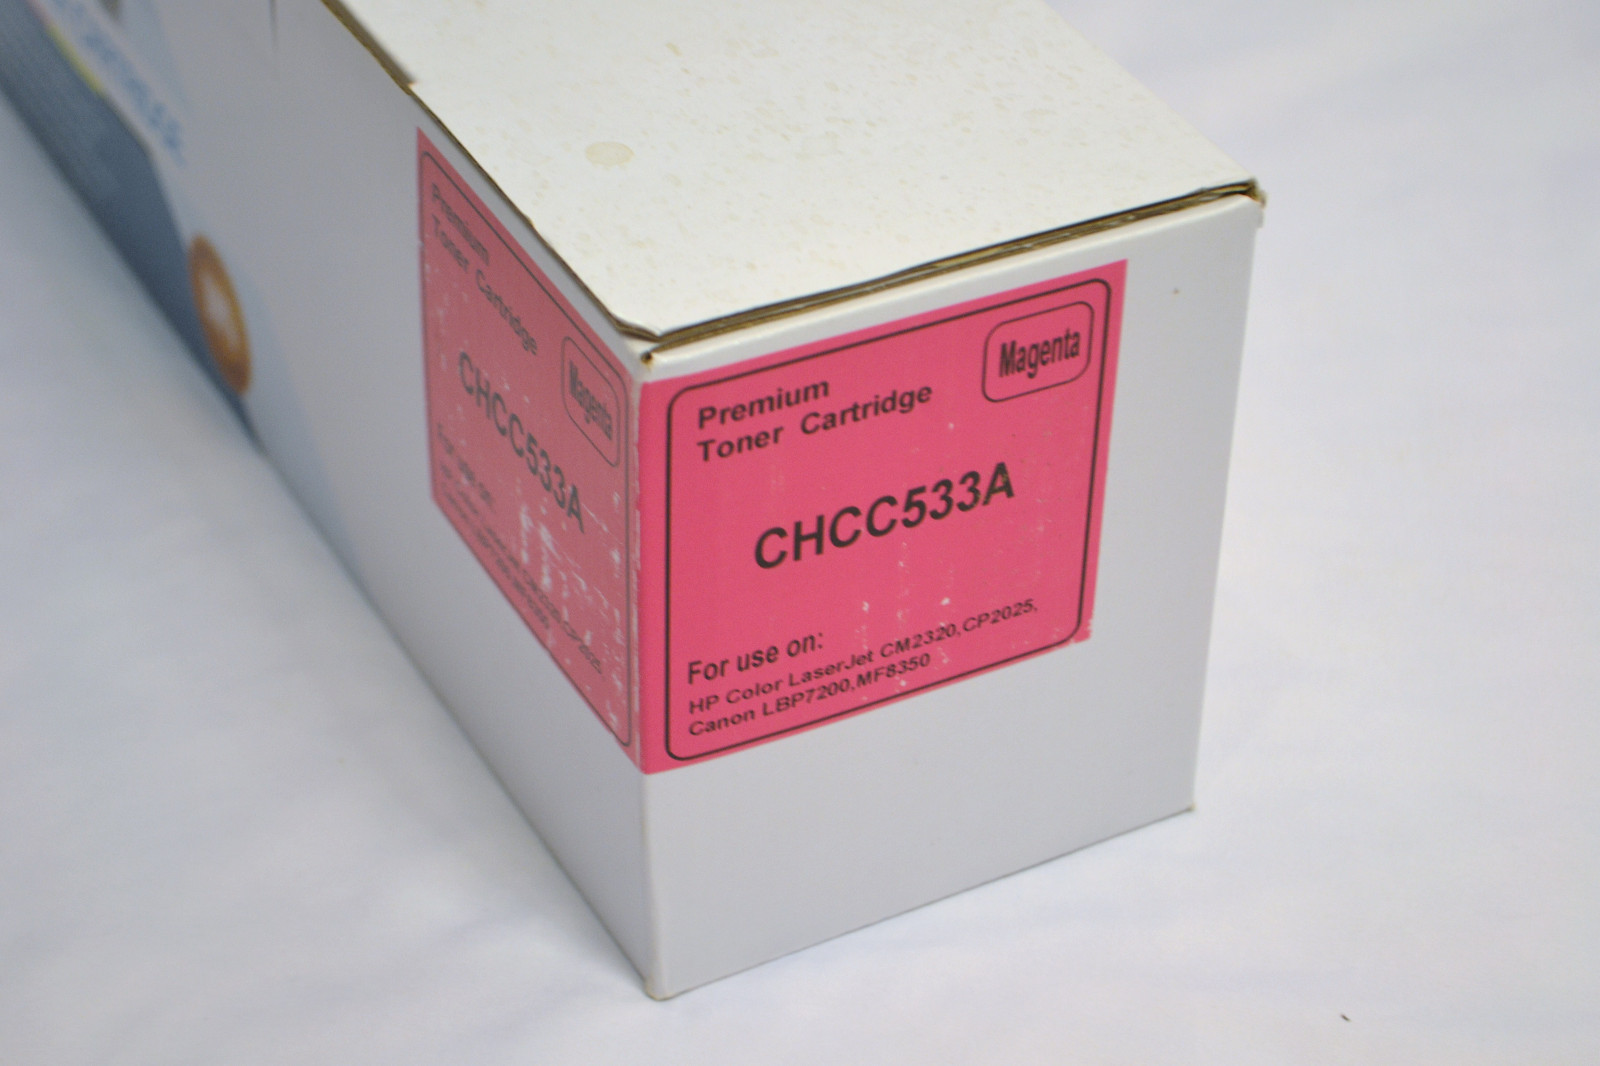 Premium
Toner Cartridge
Magenta
CHCC533A
For use on:
Premium
Toner Cartridge
Magenta
CHCC533A
For use on:
HP Color LaserJet CM2320,CP2025,
Canon LBP7200,MF8350